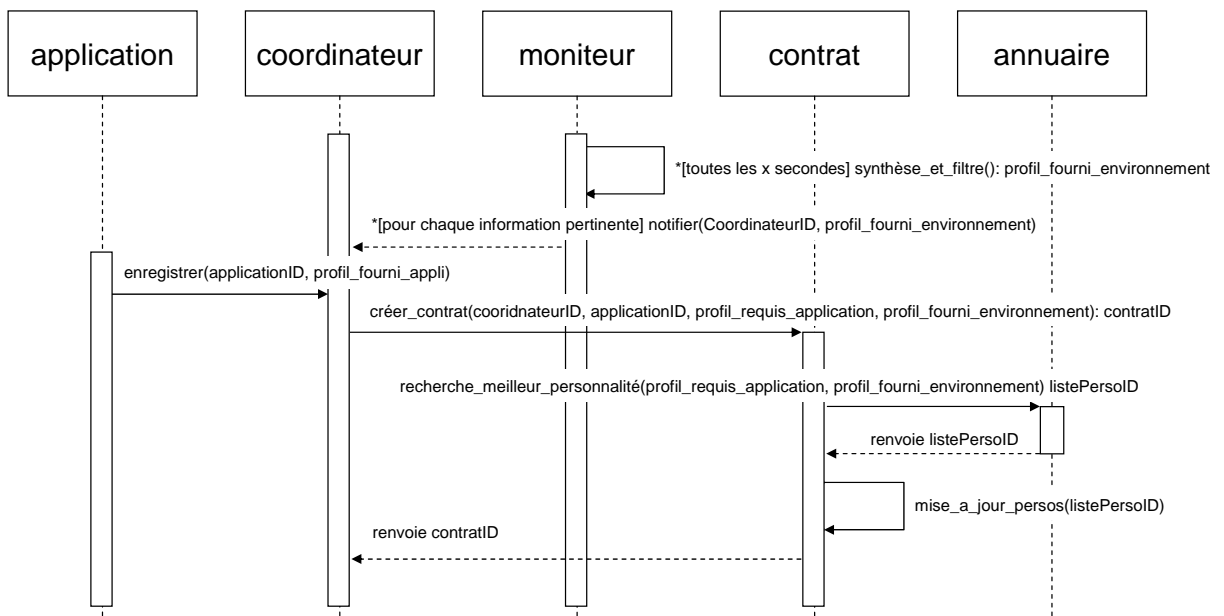 application
coordinateur
moniteur
contrat
annuaire
*[toutes les x secondes] synthèse_et_filtre(): profil_fourni_environnement
*[pour chaque information pertinente] notifier(CoordinateurID, profil_fourni_environnement)
enregistrer(applicationID, profil_fourni_appli)
créer_contrat(cooridnateurID, applicationID, profil_requis_application, profil_fourni_environnement): contratID
recherche_meilleur_personnalité(profil_requis_application, profil_fourni_environnement) listePersoID
renvoie listePersoID
mise_a_jour_persos(listePersoID)
renvoie contratID